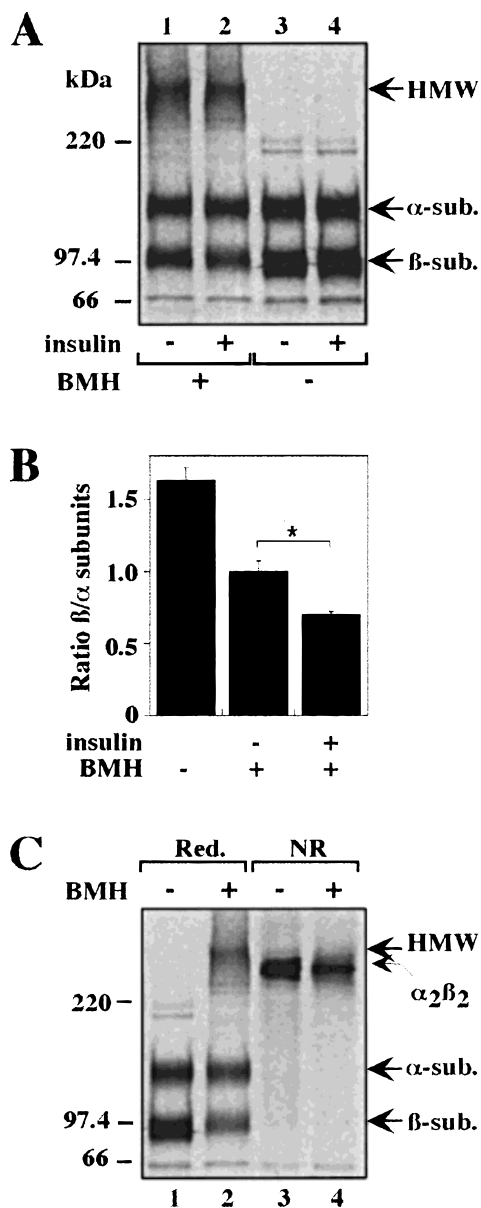 A
1 2 3 4
kDa
HMW
220
α-sub.
97.4
ß-sub.
66
insulin - + - +
BMH + -
B
Ratio ß/α subunits
1.5
1.0
0.5
0
*
insulin - +
BMH - + +
C
Red. NR
BMH - + - +
HMW
α2ß2
220
α-sub.
97.4
ß-sub.
66
1 2 3 4